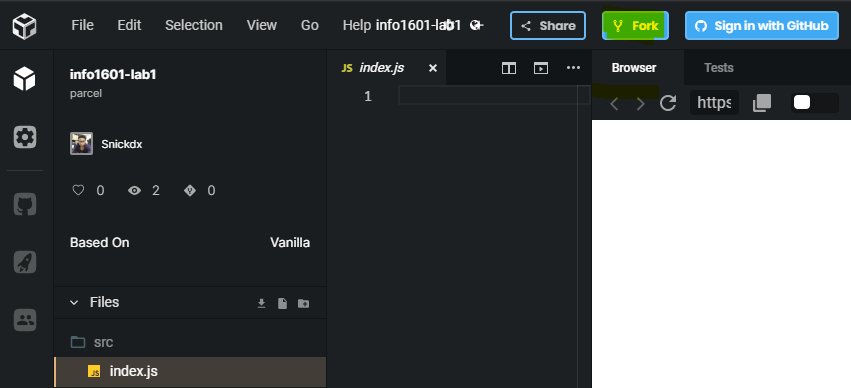 File Edit Selection View Go Help info1601-lab1 Share Fork Sign in with GitHub
info1601-lab1
parcel
Snickdx
0 2 0
Based On Vanilla
Files
src
index.js
JS index.js ×
1
Browser Tests
https